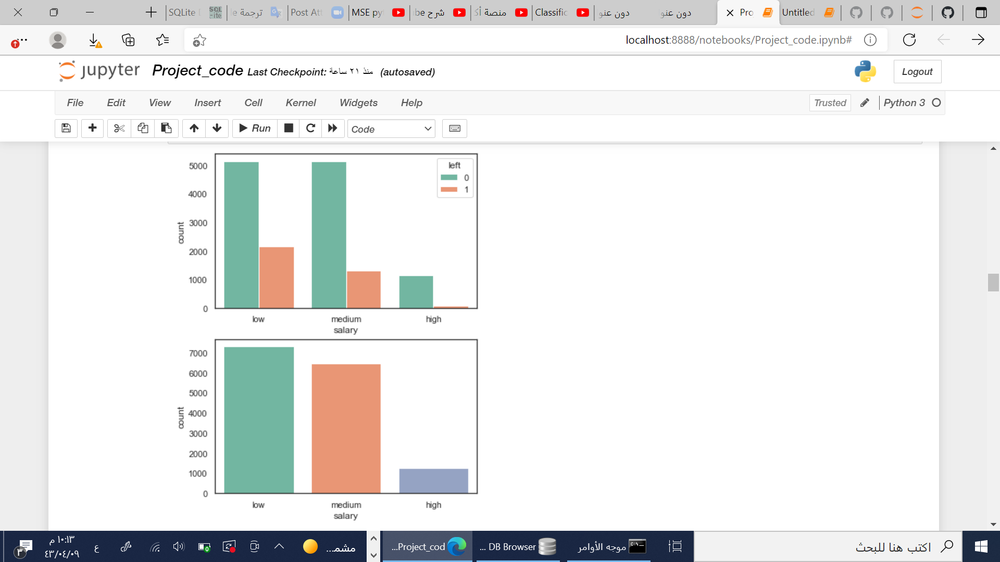 SQLite
ترجمة
Post Att
MSE py
شرح be
منصة أك
Classific
دون عنو
دون عنو
Pro
Untitled
localhost:8888/notebooks/Project_code.ipynb#
jupyter Project_code Last Checkpoint: منذ ٢١ ساعة (autosaved)
Logout
File Edit View Insert Cell Kernel Widgets Help
Trusted
Python 3
Run
Code
left
0
1
5000
4000
3000
2000
1000
0
count
low medium high
salary
7000
6000
5000
4000
3000
2000
1000
0
count
low medium high
salary
١٠:١٣ م
٤٣/٠٤/٠٩
٣
ع
مشمـ...
...Project_cod
... DB Browser
موجه الأوامر
اكتب هنا للبحث